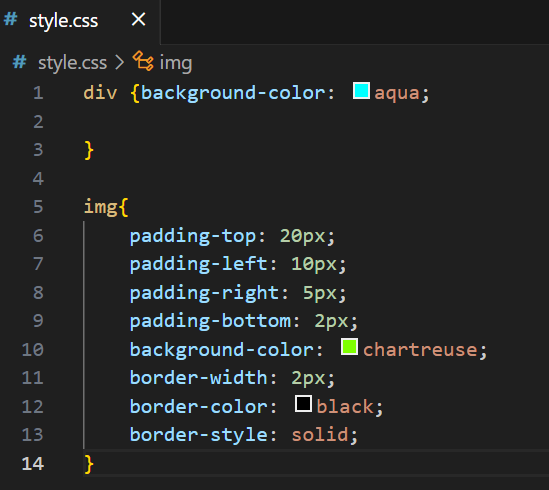 # style.css ×
# style.css > img
1 div {background-color: aqua;
2
3 }
4
5 img{
6 padding-top: 20px;
7 padding-left: 10px;
8 padding-right: 5px;
9 padding-bottom: 2px;
10 background-color: chartreuse;
11 border-width: 2px;
12 border-color: black;
13 border-style: solid;
14 }